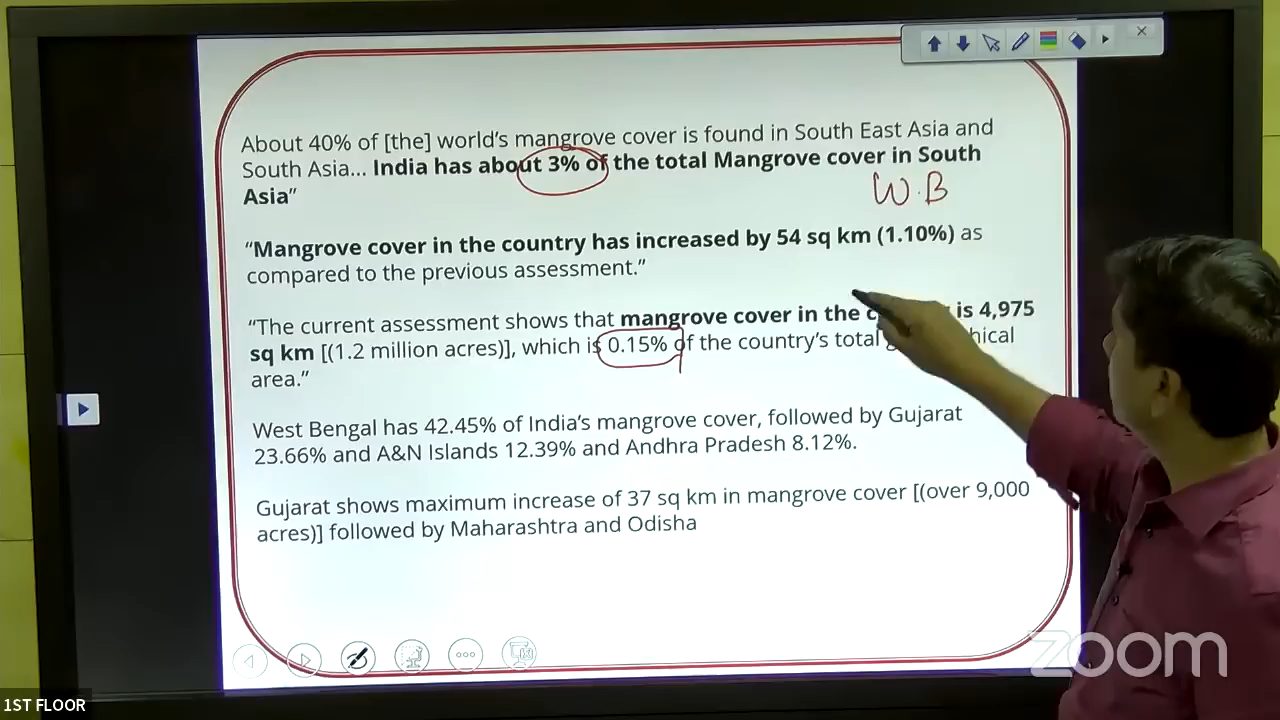 About 40% of [the] world's mangrove cover is found in South East Asia and
South Asia... India has about 3% of the total Mangrove cover in South
Asia”
W.B
“Mangrove cover in the country has increased by 54 sq km (1.10%) as
compared to the previous assessment.”
“The current assessment shows that mangrove cover in the is 4,975
sq km [(1.2 million acres)], which is 0.15% of the country's total
area.”
West Bengal has 42.45% of India's mangrove cover, followed by Gujarat
23.66% and A&N Islands 12.39% and Andhra Pradesh 8.12%.
Gujarat shows maximum increase of 37 sq km in mangrove cover [(over 9,000
acres)] followed by Maharashtra and Odisha
zoom
1ST FLOOR